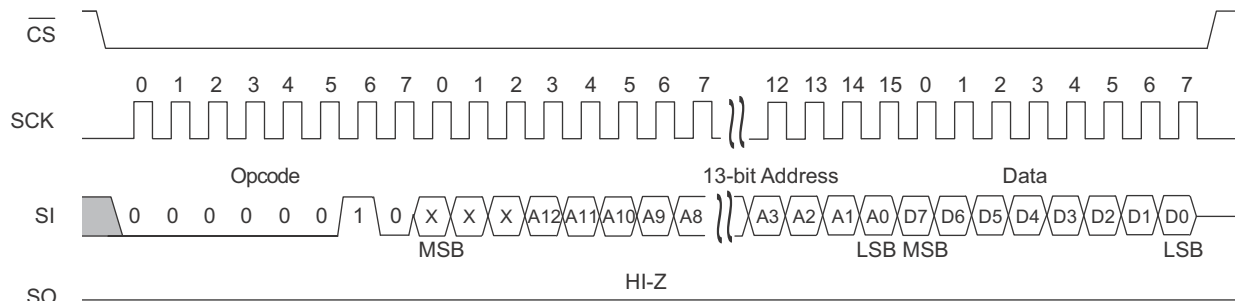 CS
0 1 2 3 4 5 6 7 0 1 2 3 4 5 6 7 12 13 14 15 0 1 2 3 4 5 6 7
SCK
Opcode 13-bit Address Data
SI 0 0 0 0 0 0 1 0 X X X A12 A11 A10 A9 A8 A3 A2 A1 A0 D7 D6 D5 D4 D3 D2 D1 D0
MSB LSB MSB LSB
HI-Z
SO